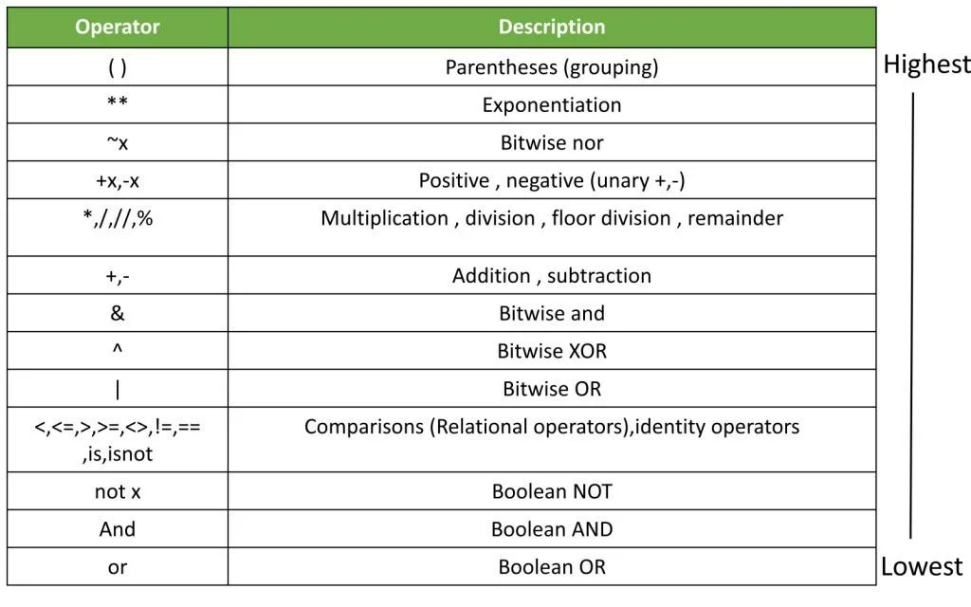 Operator Description
( ) Parentheses (grouping) Highest
** Exponentiation
~x Bitwise nor
+x,-x Positive , negative (unary +,-)
*,/,//,% Multiplication , division , floor division , remainder
+,- Addition , subtraction
& Bitwise and
^ Bitwise XOR
| Bitwise OR
<,<=,>,>=,<>,!=,== Comparisons (Relational operators),identity operators
,is,isnot
not x Boolean NOT
And Boolean AND
or Boolean OR Lowest